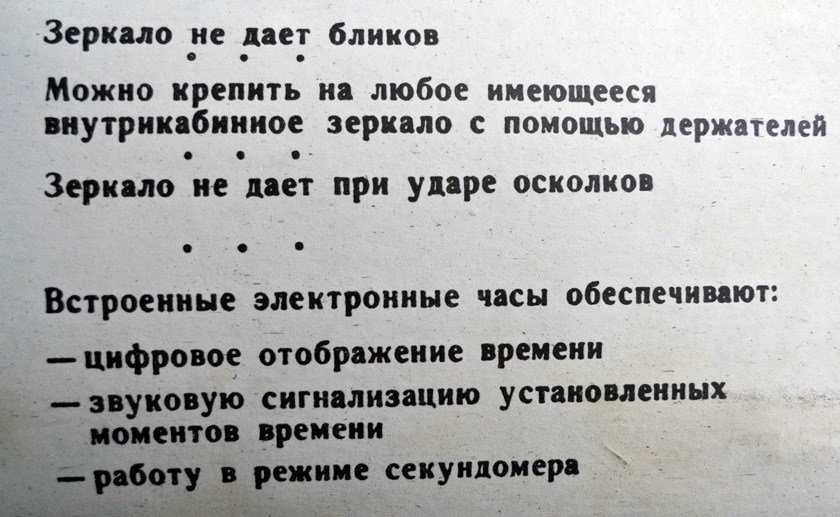 Зеркало не дает бликов
• • •
Можно крепить на любое имеющееся
внутрикабинное зеркало с помощью держателей
• • •
Зеркало не дает при ударе осколков
• • •
Встроенные электронные часы обеспечивают:
— цифровое отображение времени
— звуковую сигнализацию установленных
моментов времени
— работу в режиме секундомера